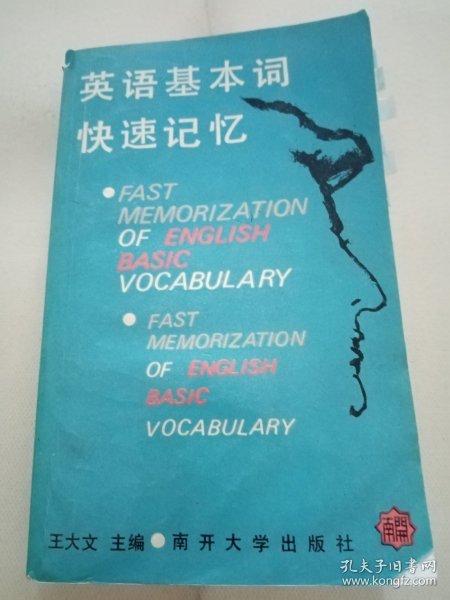 英语基本词
快速记忆
●FAST
MEMORIZATION
OF ENGLISH
BASIC
VOCABULARY
●FAST
MEMORIZATION
OF ENGLISH
BASIC
VOCABULARY
王大文 主编●南开大学出版社
南開
孔夫子旧书网
www.kongfz.com